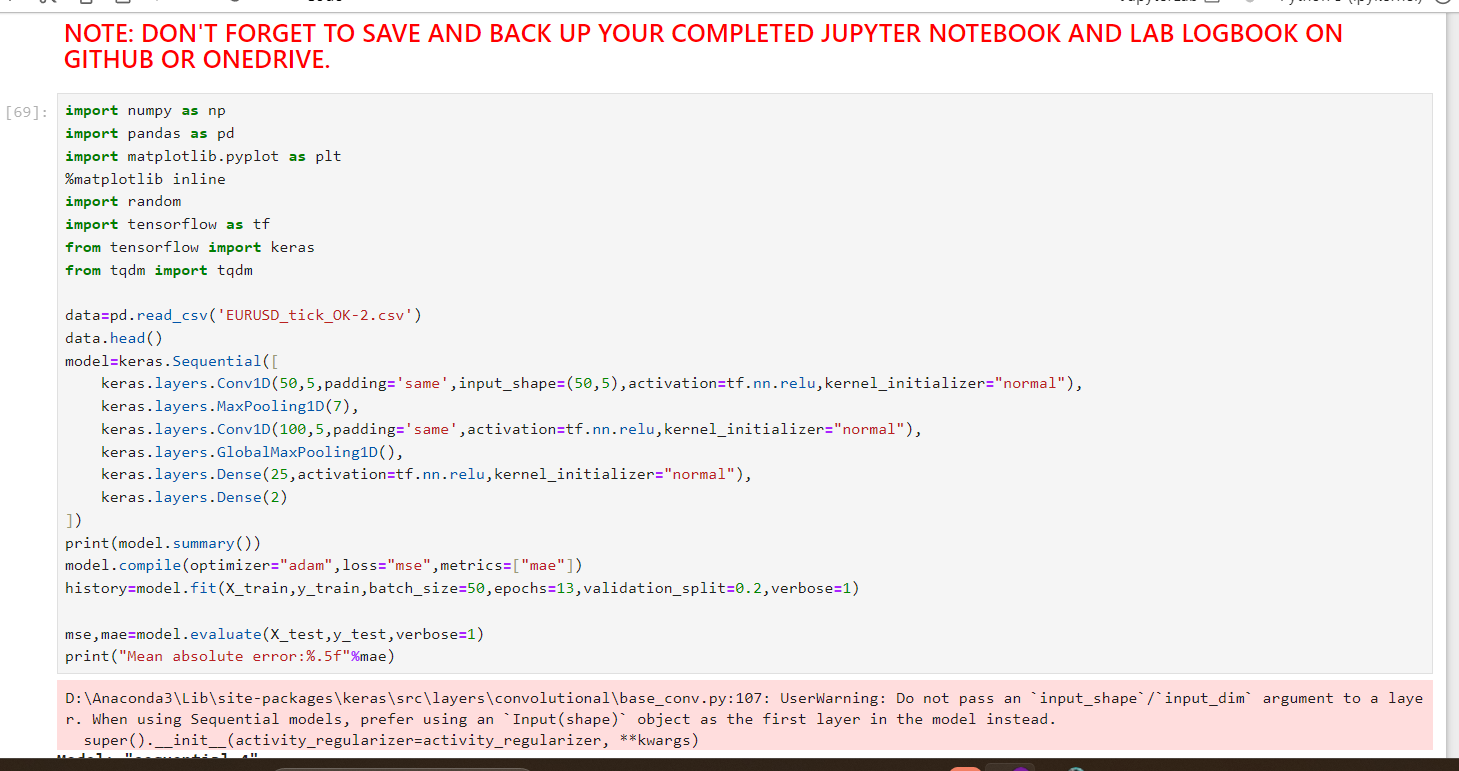 NOTE: DON'T FORGET TO SAVE AND BACK UP YOUR COMPLETED JUPYTER NOTEBOOK AND LAB LOGBOOK ON
GITHUB OR ONEDRIVE.
[69]:
import numpy as np
import pandas as pd
import matplotlib.pyplot as plt
%matplotlib inline
import random
import tensorflow as tf
from tensorflow import keras
from tqdm import tqdm
data=pd.read_csv('EURUSD_tick_OK-2.csv')
data.head()
model=keras.Sequential([
    keras.layers.Conv1D(50,5,padding='same',input_shape=(50,5),activation=tf.nn.relu,kernel_initializer="normal"),
    keras.layers.MaxPooling1D(7),
    keras.layers.Conv1D(100,5,padding='same',activation=tf.nn.relu,kernel_initializer="normal"),
    keras.layers.GlobalMaxPooling1D(),
    keras.layers.Dense(25,activation=tf.nn.relu,kernel_initializer="normal"),
    keras.layers.Dense(2)
])
print(model.summary())
model.compile(optimizer="adam",loss="mse",metrics=["mae"])
history=model.fit(X_train,y_train,batch_size=50,epochs=13,validation_split=0.2,verbose=1)
mse,mae=model.evaluate(X_test,y_test,verbose=1)
print("Mean absolute error:%.5f"%mae)
D:\Anaconda3\Lib\site-packages\keras\src\layers\convolutional\base_conv.py:107: UserWarning: Do not pass an `input_shape`/`input_dim` argument to a laye
r. When using Sequential models, prefer using an `Input(shape)` object as the first layer in the model instead.
  super().__init__(activity_regularizer=activity_regularizer, **kwargs)